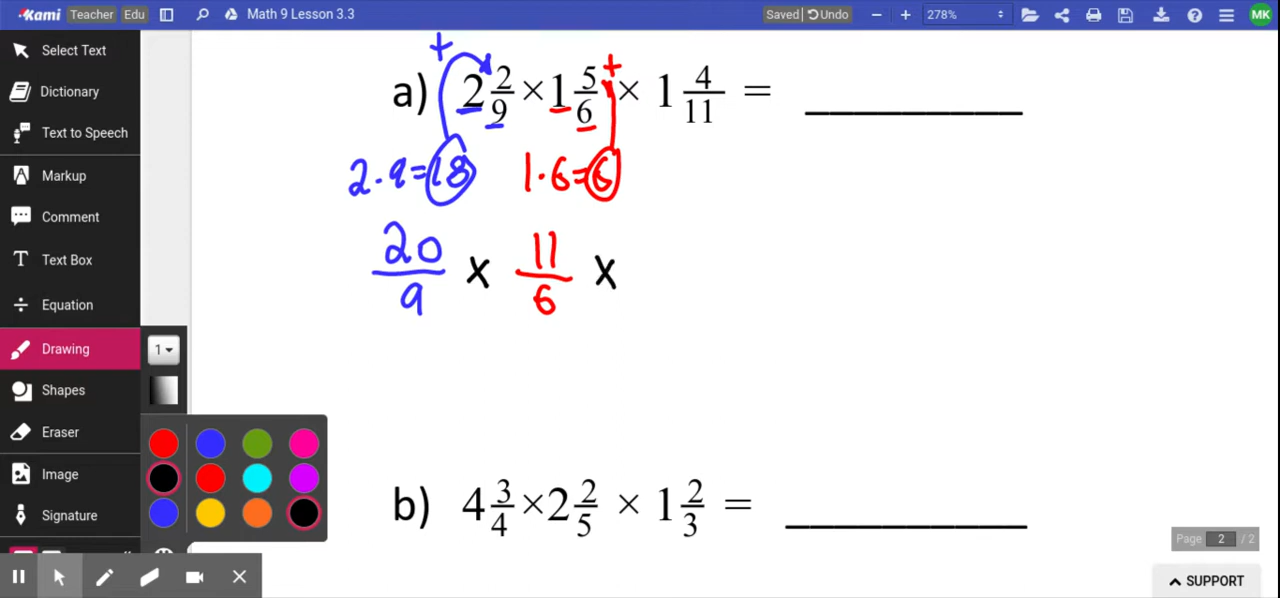 Kami Teacher Edu Math 9 Lesson 3.3 Saved Undo 278% MK
Select Text
Dictionary
Text to Speech
Markup
Comment
Text Box
Equation
Drawing
Shapes
Eraser
Image
Signature
1
+ +
a) 2 2/9 × 1 5/6 × 1 4/11 = __________
2 · 9 = 18 1 · 6 = 6
20/9 x 11/6 x
b) 4 3/4 × 2 2/5 × 1 2/3 = __________
Page 2 / 2
SUPPORT